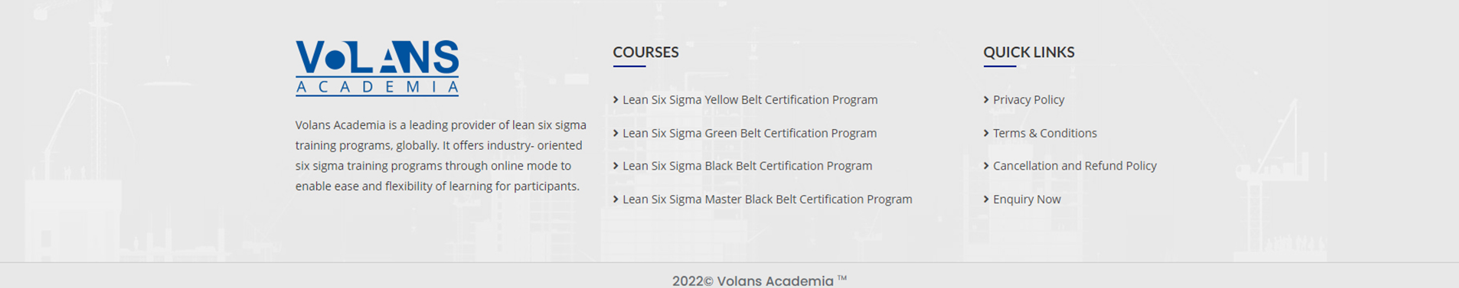 VOLANS
ACADEMIA
Volans Academia is a leading provider of lean six sigma
training programs, globally. It offers industry- oriented
six sigma training programs through online mode to
enable ease and flexibility of learning for participants.
COURSES
Lean Six Sigma Yellow Belt Certification Program
Lean Six Sigma Green Belt Certification Program
Lean Six Sigma Black Belt Certification Program
Lean Six Sigma Master Black Belt Certification Program
QUICK LINKS
Privacy Policy
Terms & Conditions
Cancellation and Refund Policy
Enquiry Now
2022© Volans Academia ™